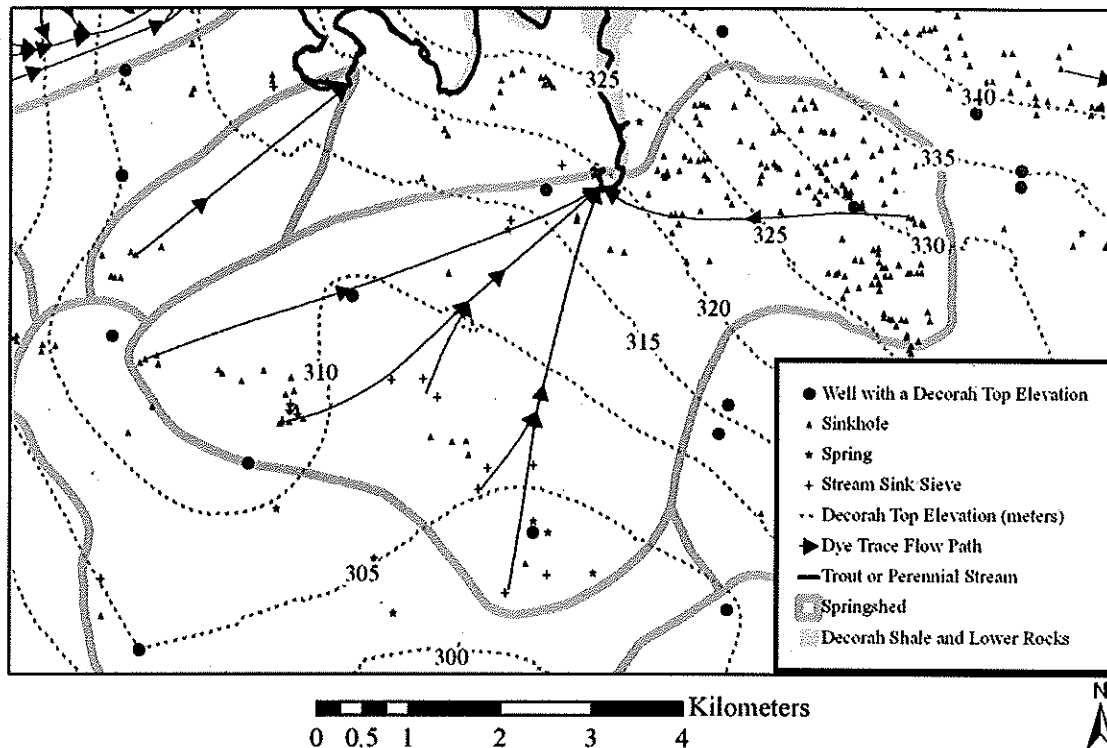 325
340
335
330
325
320
315
310
305
300
Well with a Decorah Top Elevation
Sinkhole
Spring
Stream Sink Sieve
Decorah Top Elevation (meters)
Dye Trace Flow Path
Trout or Perennial Stream
Springshed
Decorah Shale and Lower Rocks
Kilometers
0 0.5 1 2 3 4
N